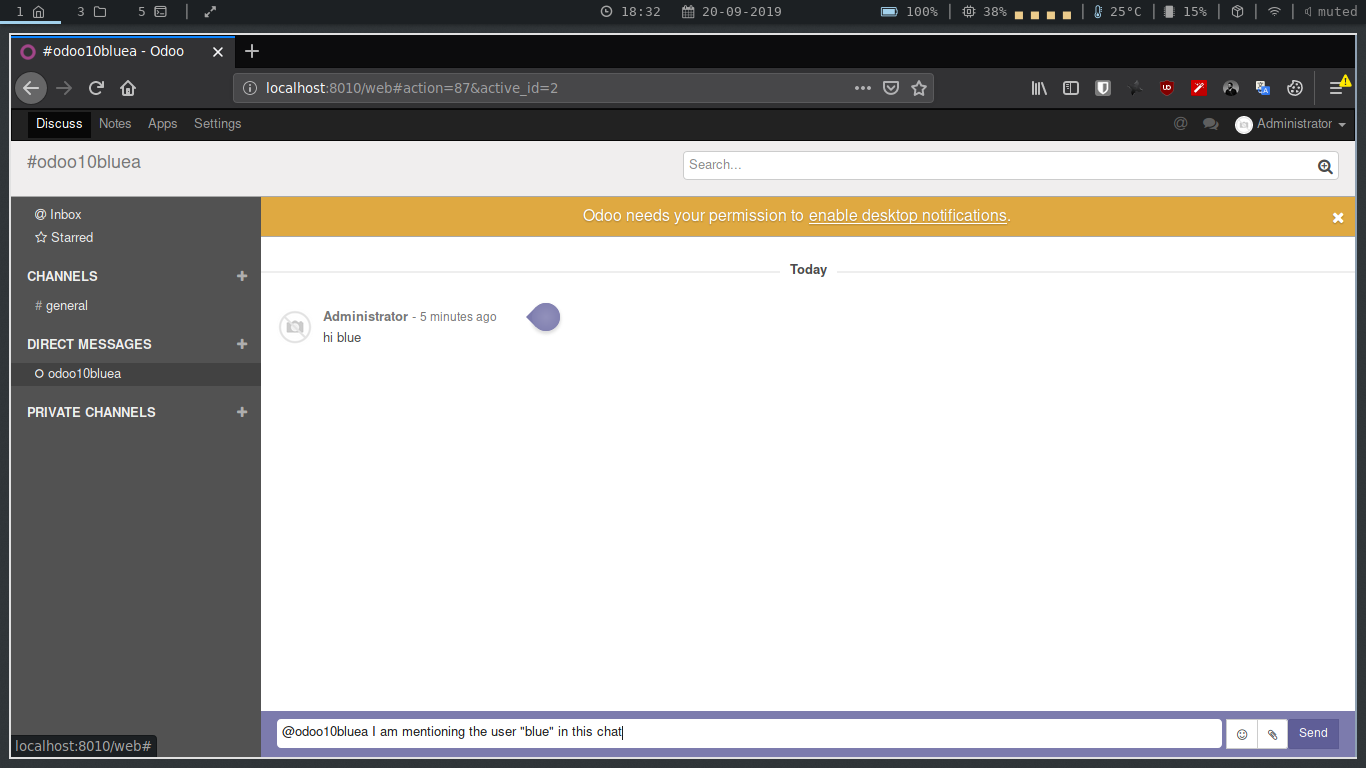 1 3 5 18:32 20-09-2019 100% 38% 25°C 15% muted
#odoo10bluea - Odoo
localhost:8010/web#action=87&active_id=2
Discuss Notes Apps Settings @ Administrator
#odoo10bluea
Search...
@ Inbox
Starred
CHANNELS +
# general
DIRECT MESSAGES +
odoo10bluea
PRIVATE CHANNELS +
Odoo needs your permission to enable desktop notifications.
Today
Administrator - 5 minutes ago
hi blue
@odoo10bluea I am mentioning the user "blue" in this chat
Send
localhost:8010/web#